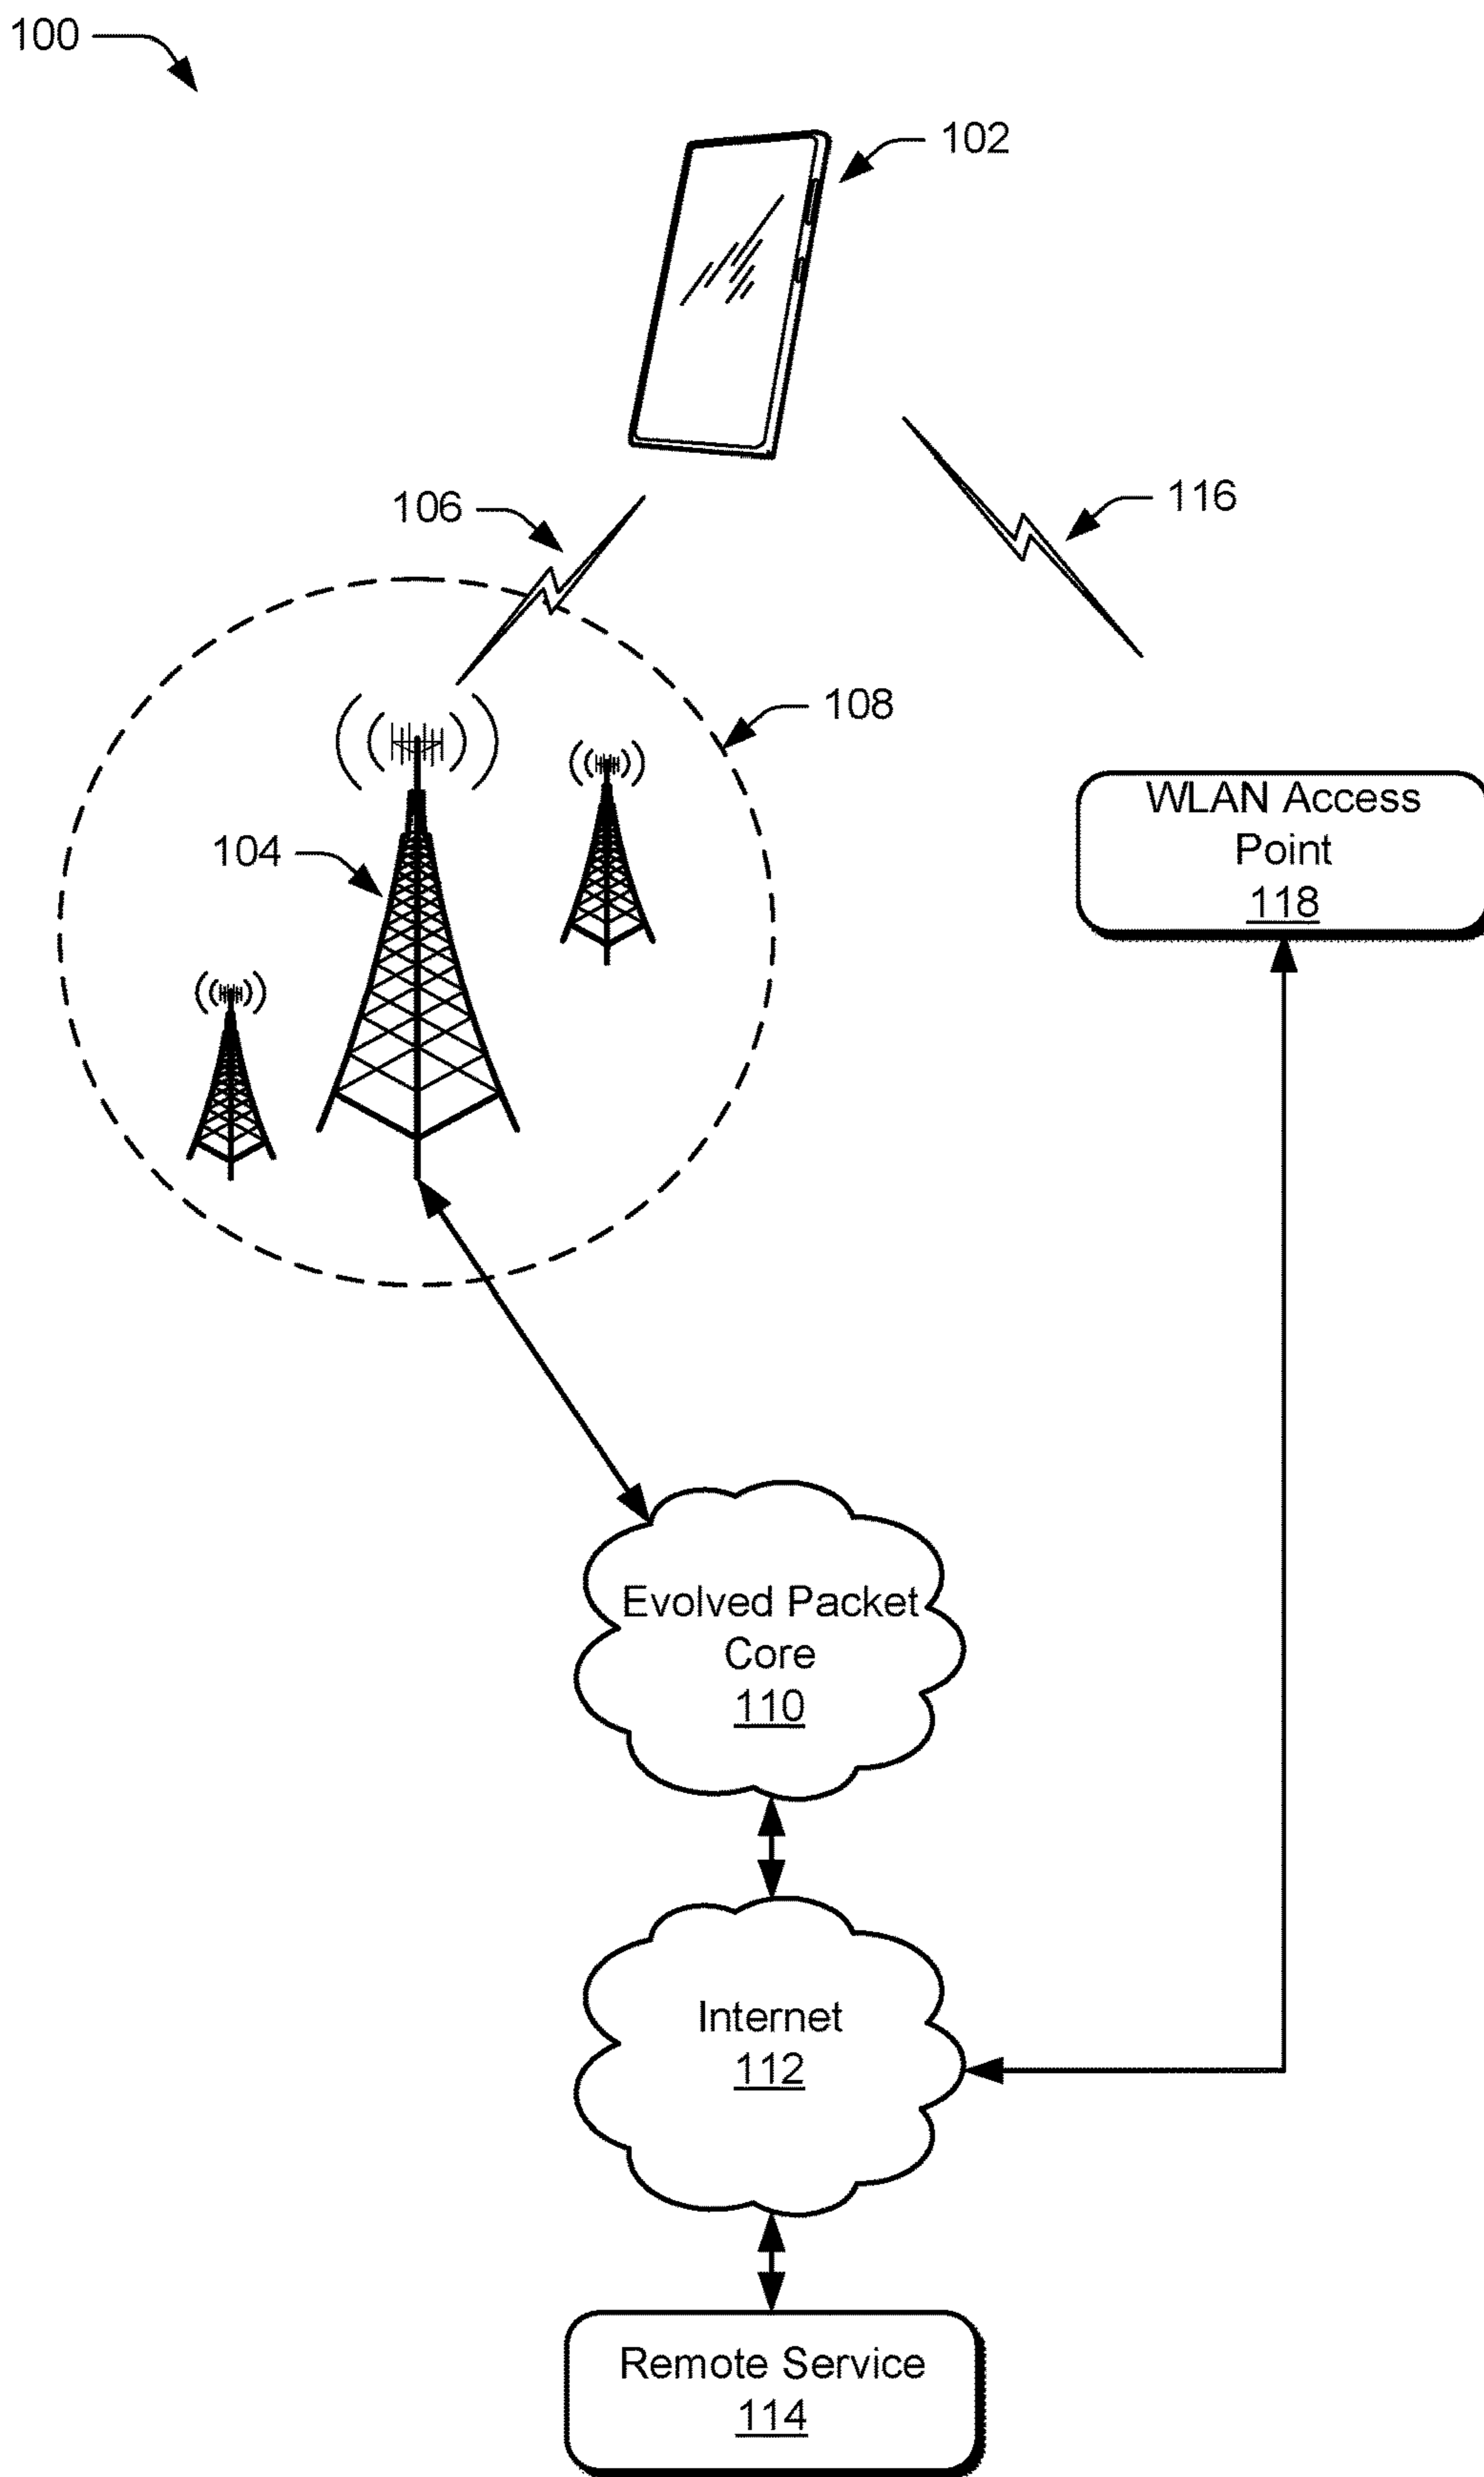 100
102
106
116
108
104
WLAN Access
Point
118
Evolved Packet
Core
110
Internet
112
Remote Service
114